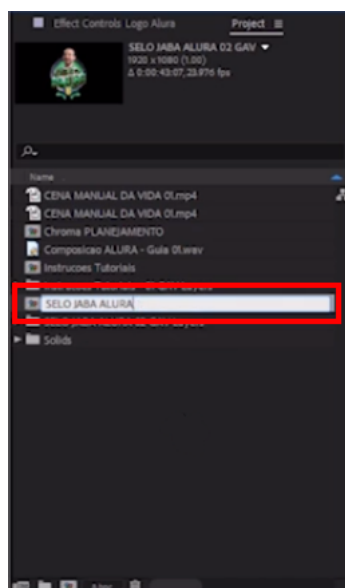 Effect Controls Logo Alura Project
SELO JABA ALURA 02 GAV
1920 x 1080 (1.00)
Δ 0:00:43:07, 23.976 fps
Name
CENA MANUAL DA VIDA 01.mp4
CENA MANUAL DA VIDA 01.mp4
Chroma PLANEJAMENTO
Composicao ALURA - Guia 01.wav
Instrucoes Tutoriais
SELO JABA ALURA
Solids